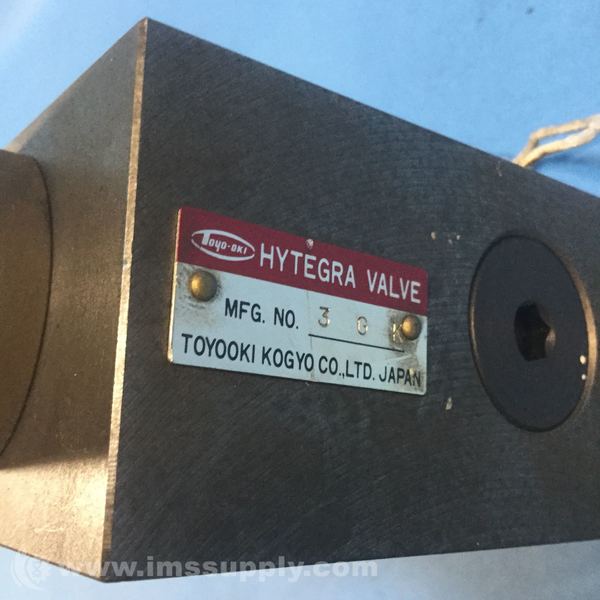 TOYO-OKI
HYTEGRA VALVE
MFG. NO. 3 0 K
TOYOOKI KOGYO CO.,LTD. JAPAN
www.imssupply.com